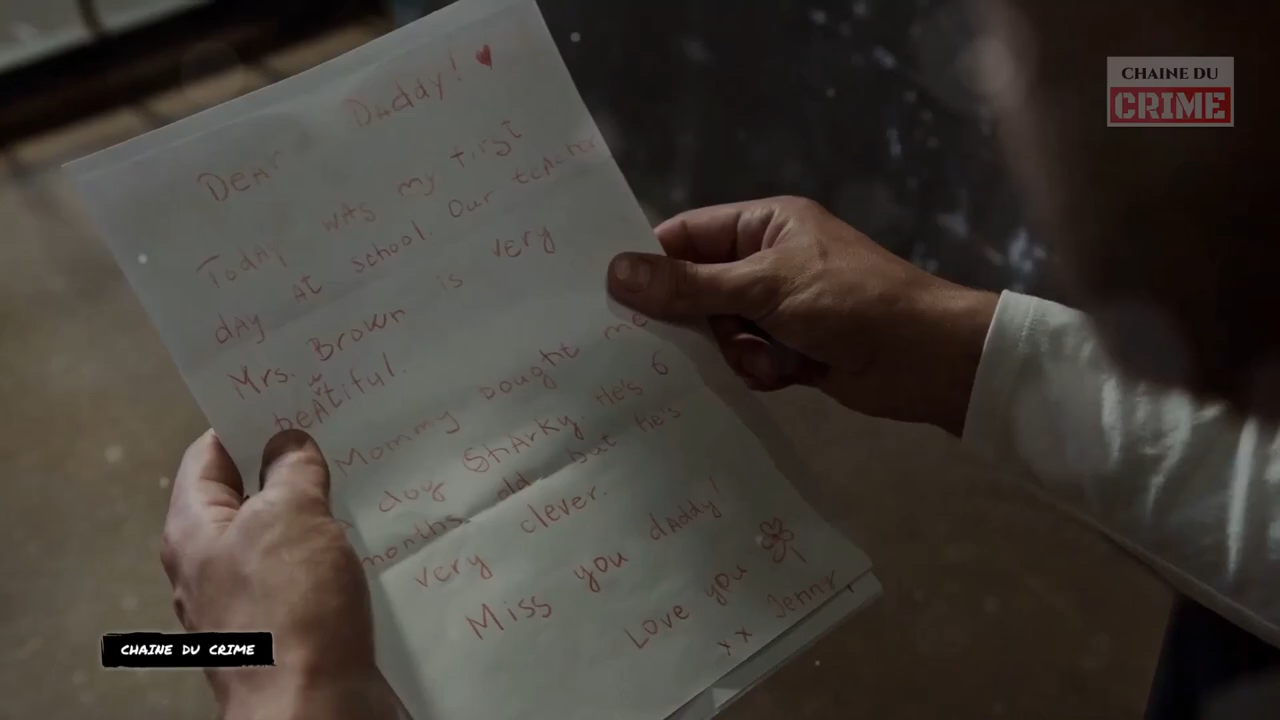 CHAINE DU
CRIME
Dear Daddy!
Today was my first
day at school. Our teacher
Mrs. Brown is very
beatiful.
Mommy bought me
a dog Sharky. He's 6
months old but he's
very clever.
Miss you daddy!
Love you
xx Jenny
CHAINE DU CRIME